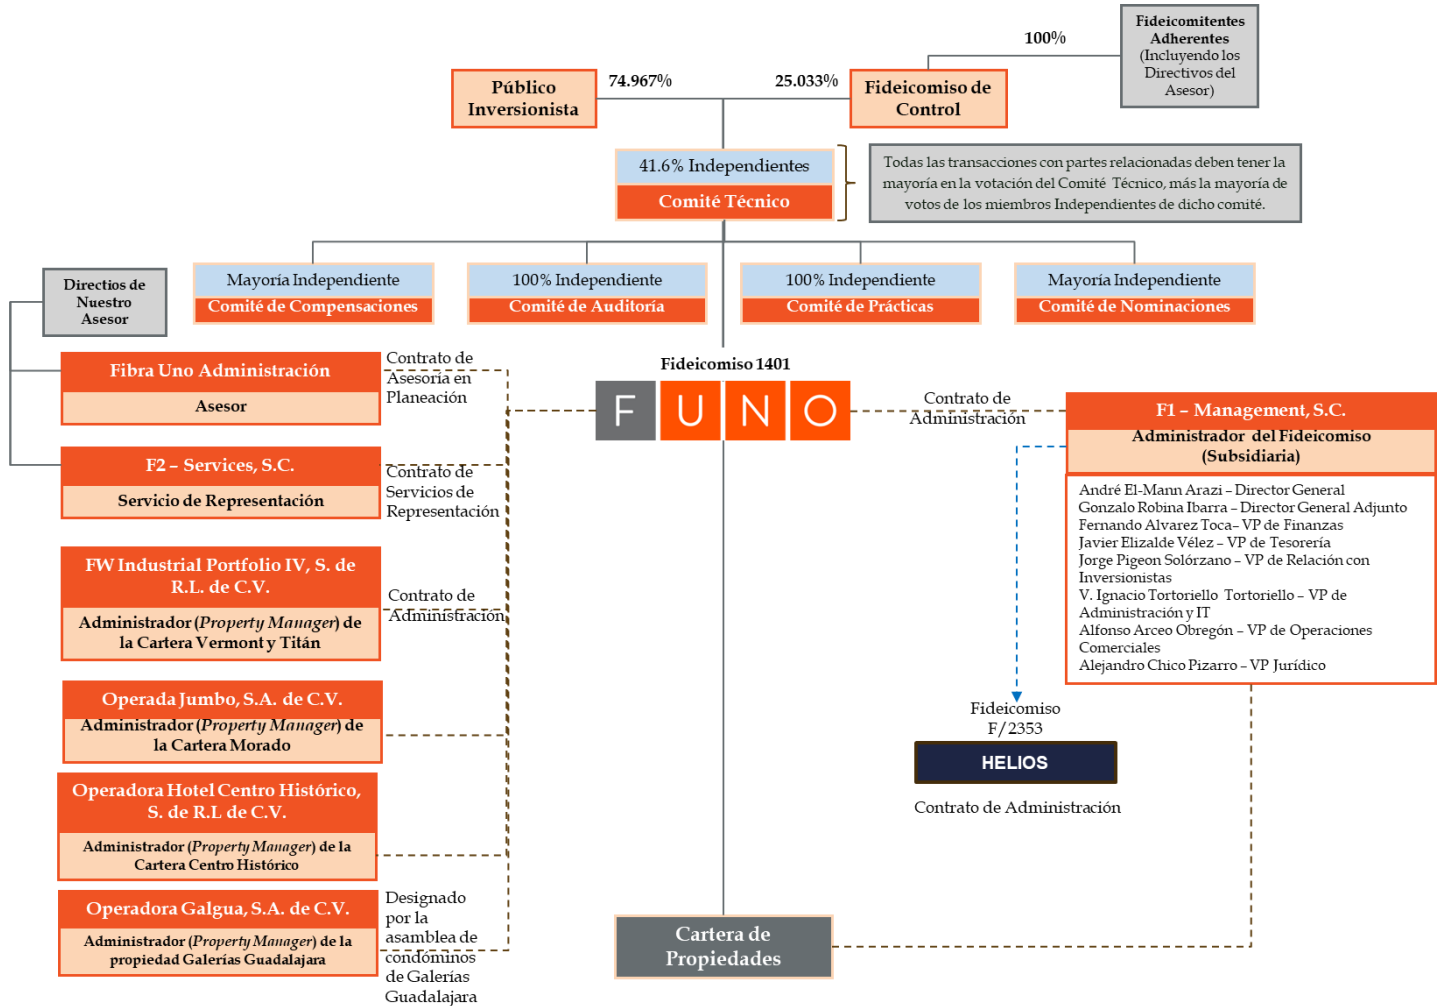 Fideicomitentes
Adherentes
(Incluyendo los
Directivos del
Asesor)
100%
Público
Inversionista
74.967%
25.033%
Fideicomiso de
Control
41.6% Independientes
Comité Técnico
Todas las transacciones con partes relacionadas deben tener la
mayoría en la votación del Comité Técnico, más la mayoría de
votos de los miembros Independientes de dicho comité.
Mayoría Independiente
Comité de Compensaciones
100% Independiente
Comité de Auditoría
100% Independiente
Comité de Prácticas
Mayoría Independiente
Comité de Nominaciones
Directios de
Nuestro
Asesor
Fibra Uno Administración
Asesor
Contrato de
Asesoría en
Planeación
F2 – Services, S.C.
Servicio de Representación
Contrato de
Servicios de
Representación
FW Industrial Portfolio IV, S. de
R.L. de C.V.
Administrador (Property Manager) de
la Cartera Vermont y Titán
Contrato de
Administración
Operada Jumbo, S.A. de C.V.
Administrador (Property Manager) de
la Cartera Morado
Operadora Hotel Centro Histórico,
S. de R.L de C.V.
Administrador (Property Manager) de la
Cartera Centro Histórico
Operadora Galgua, S.A. de C.V.
Administrador (Property Manager) de la
propiedad Galerías Guadalajara
Designado
por la
asamblea de
condóminos
de Galerías
Guadalajara
Fideicomiso 1401
FUNO
Contrato de
Administración
F1 – Management, S.C.
Administrador del Fideicomiso
(Subsidiaria)
André El-Mann Arazi – Director General
Gonzalo Robina Ibarra – Director General Adjunto
Fernando Alvarez Toca– VP de Finanzas
Javier Elizalde Vélez – VP de Tesorería
Jorge Pigeon Solórzano – VP de Relación con
Inversionistas
V. Ignacio Tortoriello Tortoriello – VP de
Administración y IT
Alfonso Arceo Obregón – VP de Operaciones
Comerciales
Alejandro Chico Pizarro – VP Jurídico
Fideicomiso
F/2353
HELIOS
Contrato de Administración
Cartera de
Propiedades